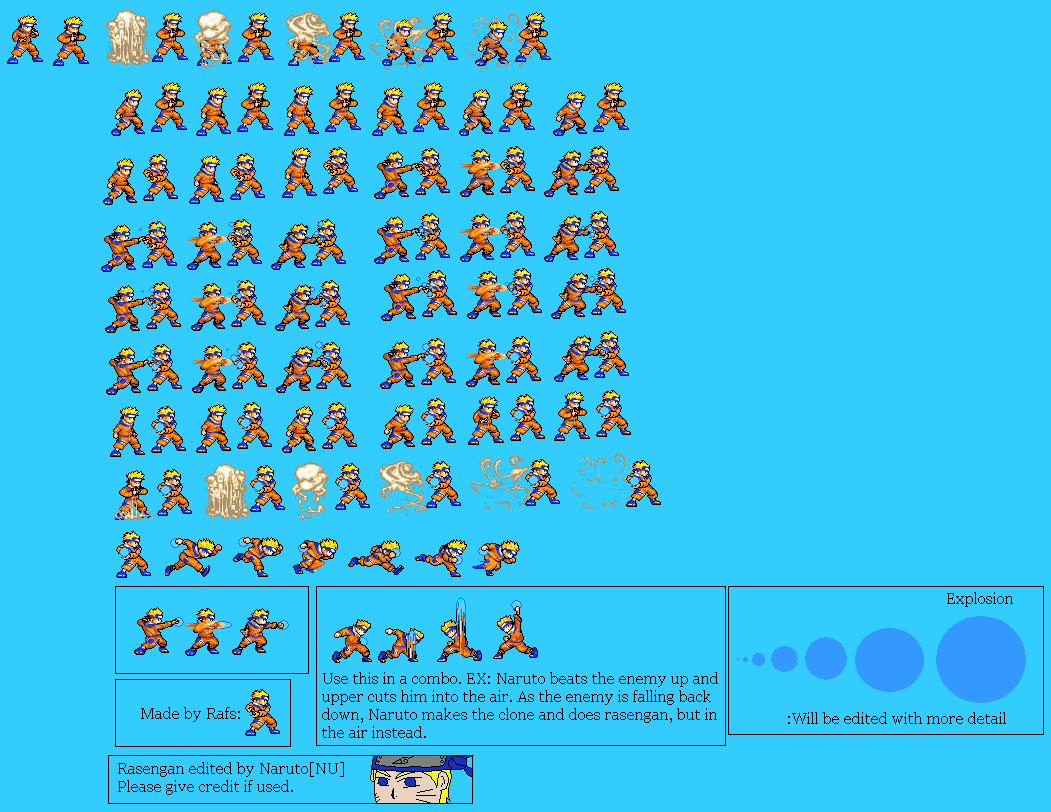 Explosion
Use this in a combo. EX: Naruto beats the enemy up and
upper cuts him into the air. As the enemy is falling back
down, Naruto makes the clone and does rasengan, but in
the air instead.
:Will be edited with more detail
Made by Rafs:
Rasengan edited by Naruto[NU]
Please give credit if used.